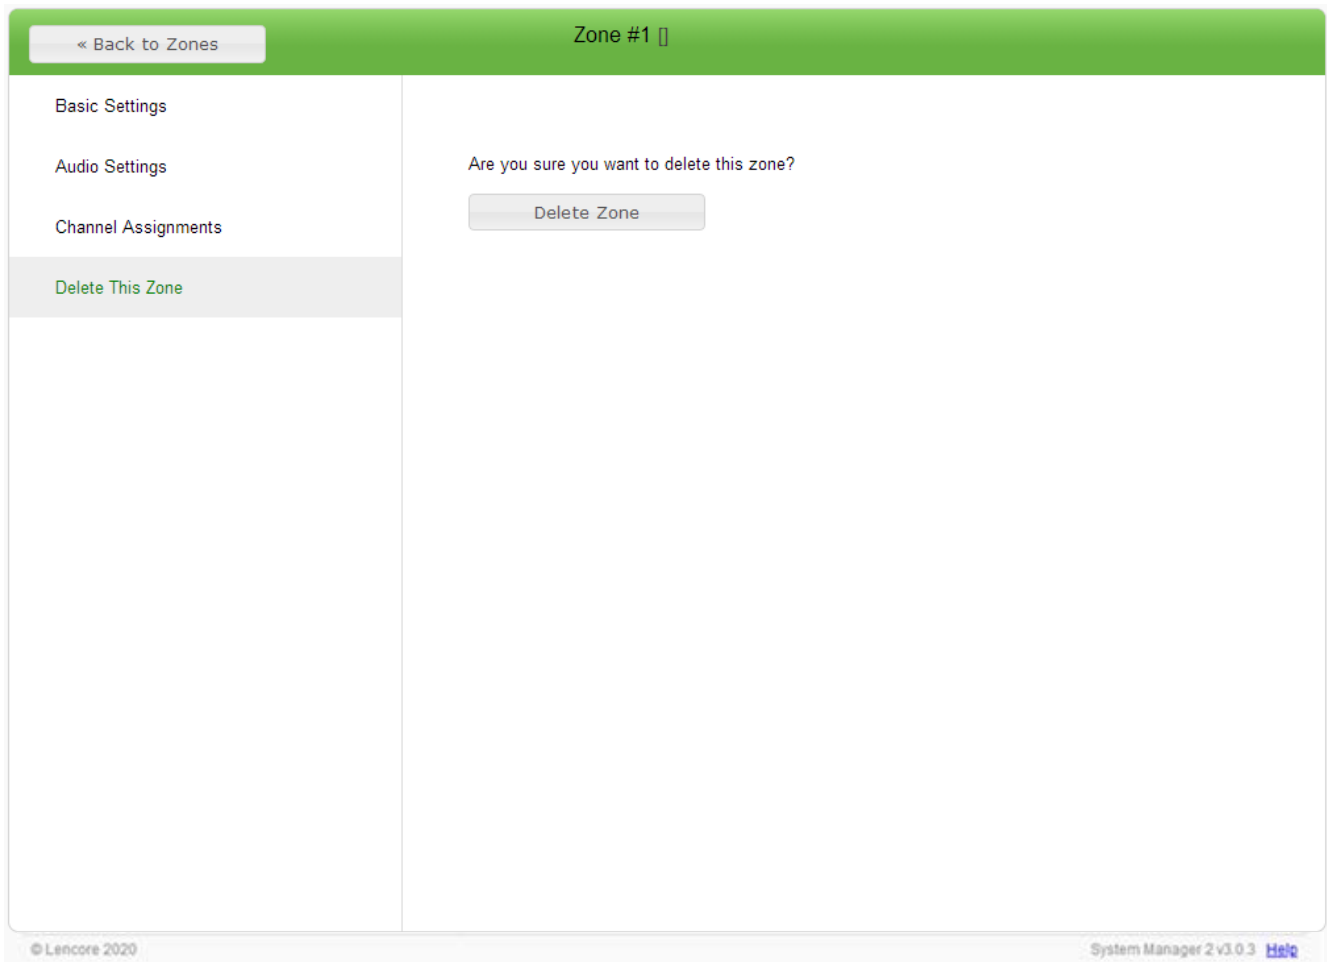 « Back to Zones
Zone #1 []
Basic Settings
Audio Settings
Channel Assignments
Delete This Zone
Are you sure you want to delete this zone?
Delete Zone
© Lencore 2020
System Manager 2 v3.0.3 Help